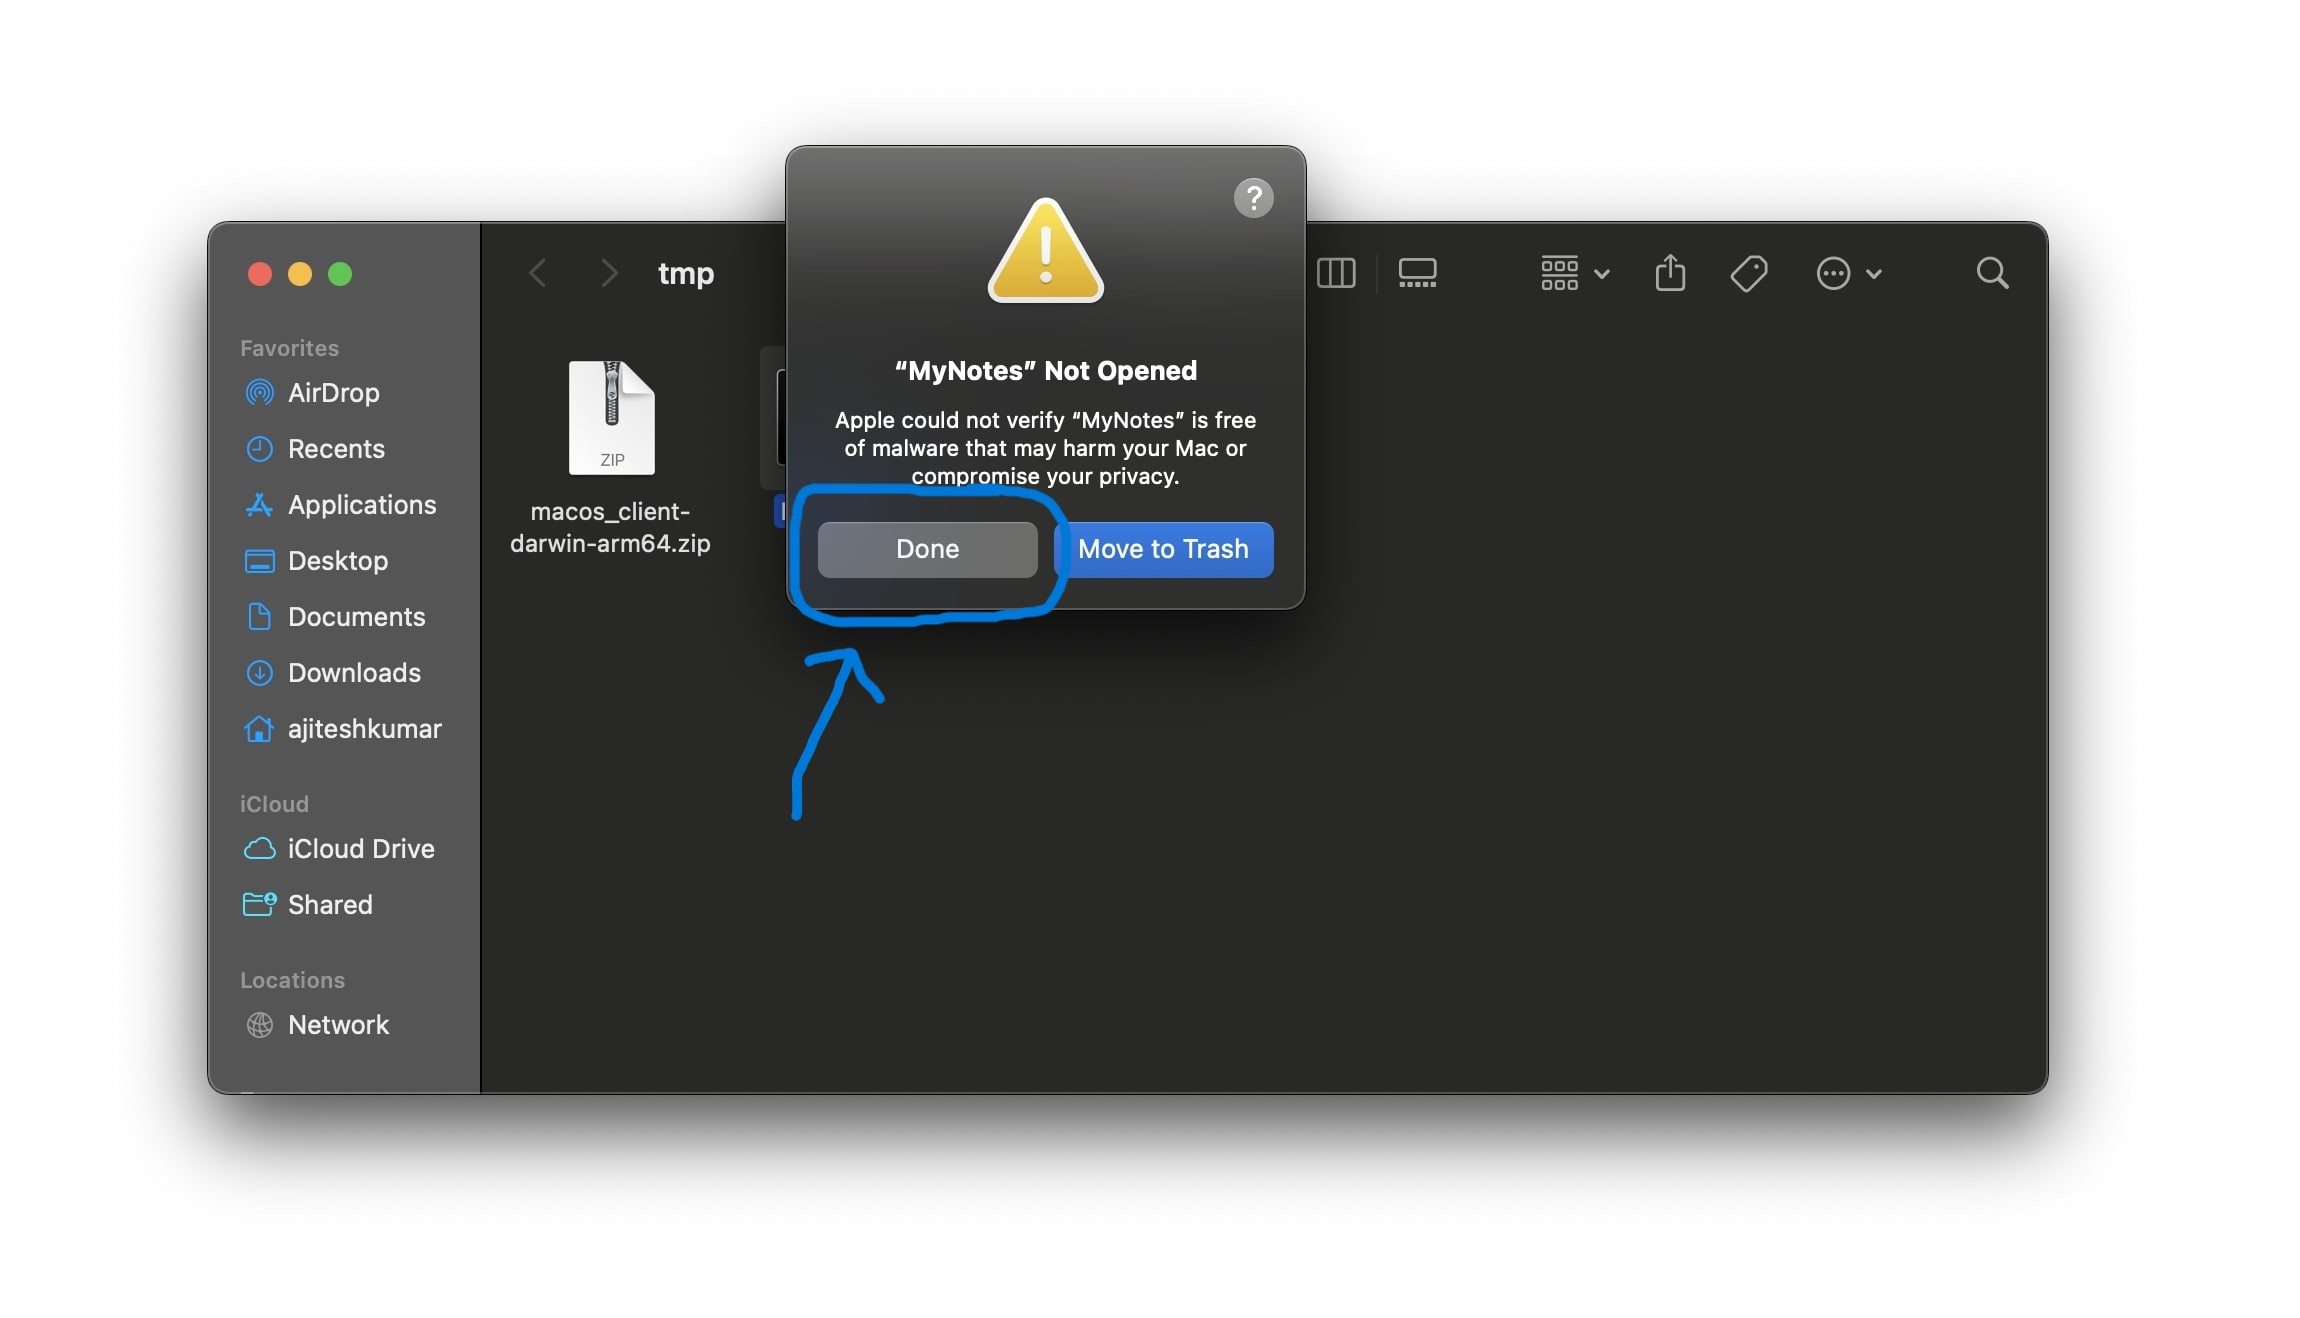 tmp
Favorites
AirDrop
Recents
Applications
Desktop
Documents
Downloads
ajiteshkumar
iCloud
iCloud Drive
Shared
Locations
Network
ZIP
macos_client-
darwin-arm64.zip
?
“MyNotes” Not Opened
Apple could not verify “MyNotes” is free
of malware that may harm your Mac or
compromise your privacy.
Done
Move to Trash